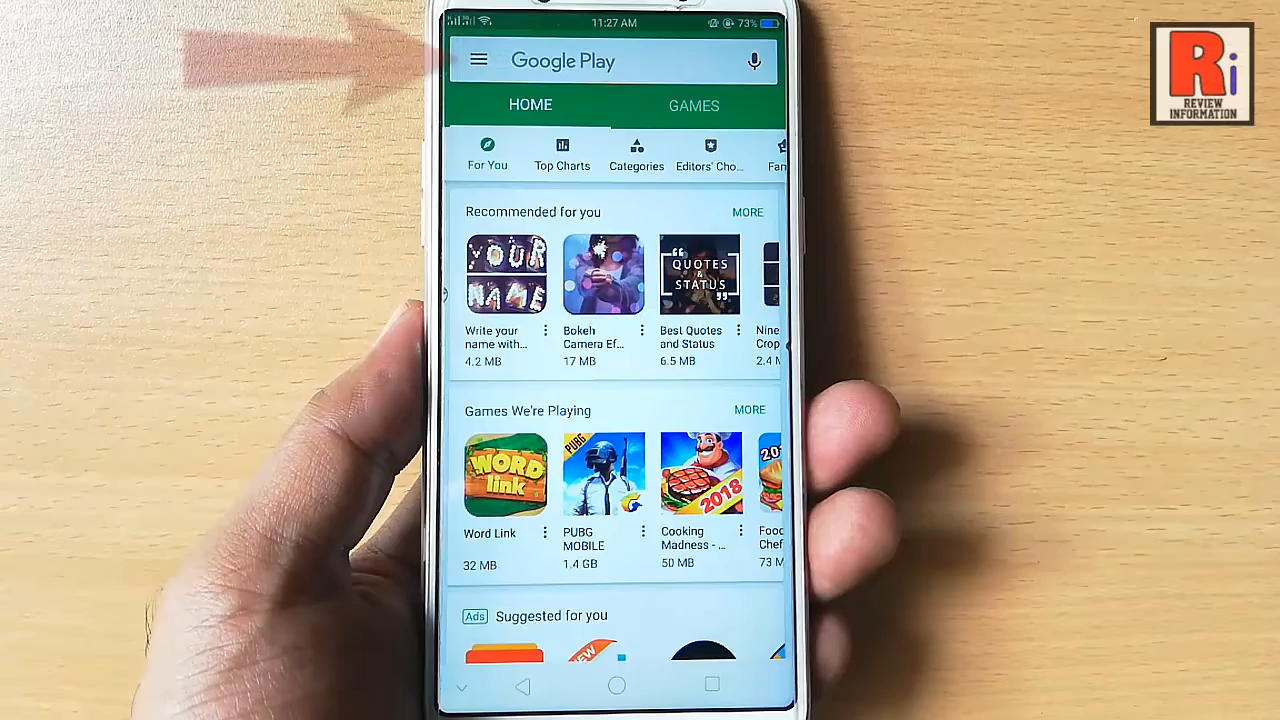 11:27 AM
73%
Google Play
HOME
GAMES
For You
Top Charts
Categories
Editors' Cho...
Fan
Recommended for you
MORE
YOUR
NAME
QUOTES
&
STATUS
Write your
name with...
4.2 MB
Bokeh
Camera Ef...
17 MB
Best Quotes
and Status
6.5 MB
Nine
Crop
2.4 M
Games We're Playing
MORE
WORD
link
PUBG
2018
20
Word Link
32 MB
PUBG
MOBILE
1.4 GB
Cooking
Madness - ...
50 MB
Food
Chef
73 M
Ads Suggested for you
NEW
Ri
REVIEW
INFORMATION